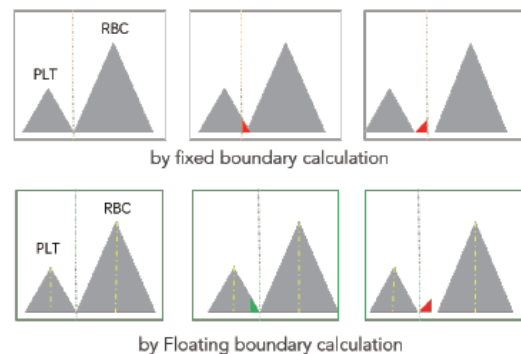 RBC
PLT
by fixed boundary calculation
RBC
PLT
by Floating boundary calculation